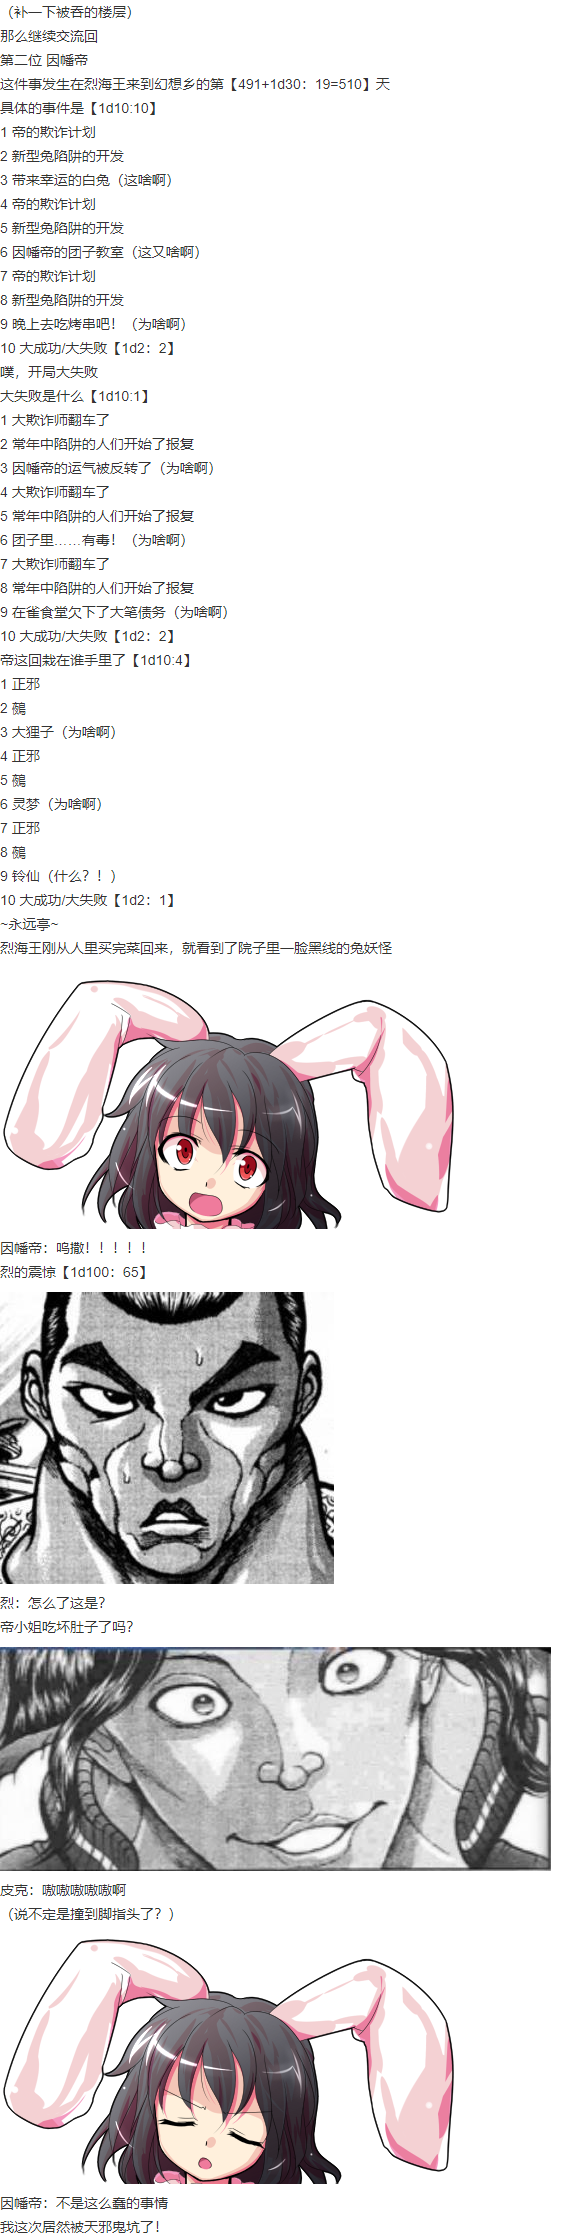 （补一下被吞的楼层）
那么继续交流回
第二位 因幡帝
这件事发生在烈海王来到幻想乡的第【491+1d30：19=510】天
具体的事件是【1d10:10】
1 帝的欺诈计划
2 新型兔陷阱的开发
3 带来幸运的白兔（这啥啊）
4 帝的欺诈计划
5 新型兔陷阱的开发
6 因幡帝的团子教室（这又啥啊）
7 帝的欺诈计划
8 新型兔陷阱的开发
9 晚上去吃烤串吧！（为啥啊）
10 大成功/大失败【1d2：2】
噗，开局大失败
大失败是什么【1d10:1】
1 大欺诈师翻车了
2 常年中陷阱的人们开始了报复
3 因幡帝的运气被反转了（为啥啊）
4 大欺诈师翻车了
5 常年中陷阱的人们开始了报复
6 团子里……有毒！（为啥啊）
7 大欺诈师翻车了
8 常年中陷阱的人们开始了报复
9 在雀食堂欠下了大笔债务（为啥啊）
10 大成功/大失败【1d2：2】
帝这回栽在谁手里了【1d10:4】
1 正邪
2 鵺
3 大狸子（为啥啊）
4 正邪
5 鵺
6 灵梦（为啥啊）
7 正邪
8 鵺
9 铃仙（什么？！）
10 大成功/大失败【1d2：1】
~永远亭~
烈海王刚从人里买完菜回来，就看到了院子里一脸黑线的兔妖怪
因幡帝：呜撒！！！！！
烈的震惊【1d100：65】
烈：怎么了这是？
帝小姐吃坏肚子了吗？
皮克：嗷嗷嗷嗷嗷啊
（说不定是撞到脚指头了？）
因幡帝：不是这么蠢的事情
我这次居然被天邪鬼坑了！